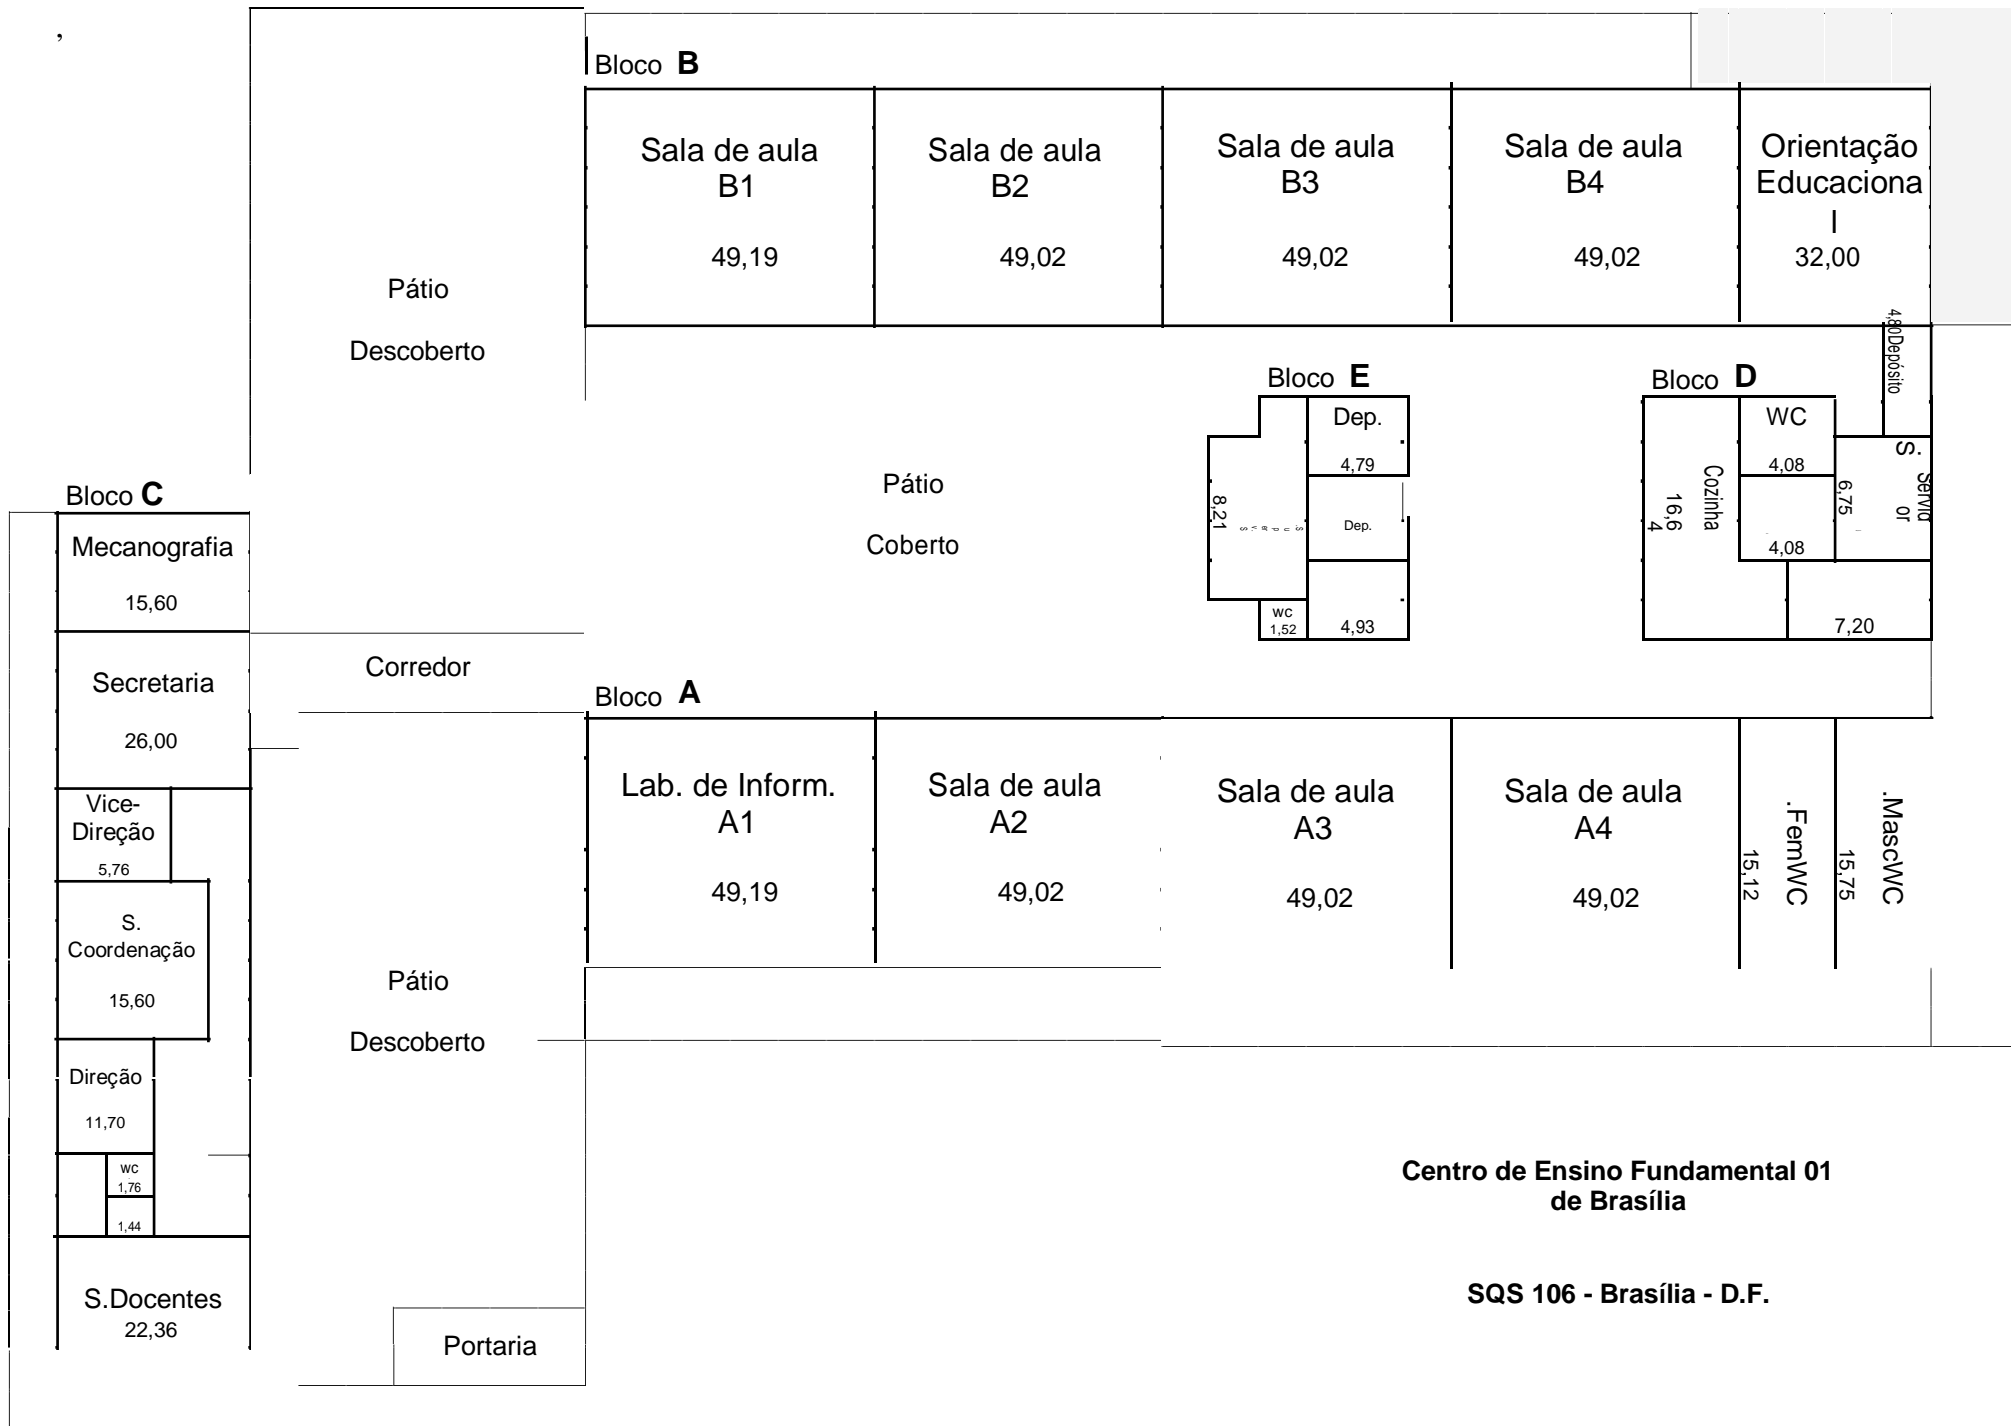 ,
Bloco B
Sala de aula
B1
49,19
Sala de aula
B2
49,02
Sala de aula
B3
49,02
Sala de aula
B4
49,02
Orientação
Educaciona
l
32,00
Pátio
Descoberto
4,80Depósito
Bloco E
Dep.
4,79
8,21
Dep.
wc
1,52
4,93
Bloco D
WC
4,08
Cozinha
16,6
4
4,08
S.
Servid
or
6,75
7,20
Pátio
Coberto
Bloco C
Mecanografia
15,60
Secretaria
26,00
Corredor
Vice-
Direção
5,76
S.
Coordenação
15,60
Direção
11,70
wc
1,76
1,44
S.Docentes
22,36
Bloco A
Lab. de Inform.
A1
49,19
Sala de aula
A2
49,02
Sala de aula
A3
49,02
Sala de aula
A4
49,02
.FemWC
15,12
.MascWC
15,75
Pátio
Descoberto
Portaria
Centro de Ensino Fundamental 01
de Brasília
SQS 106 - Brasília - D.F.